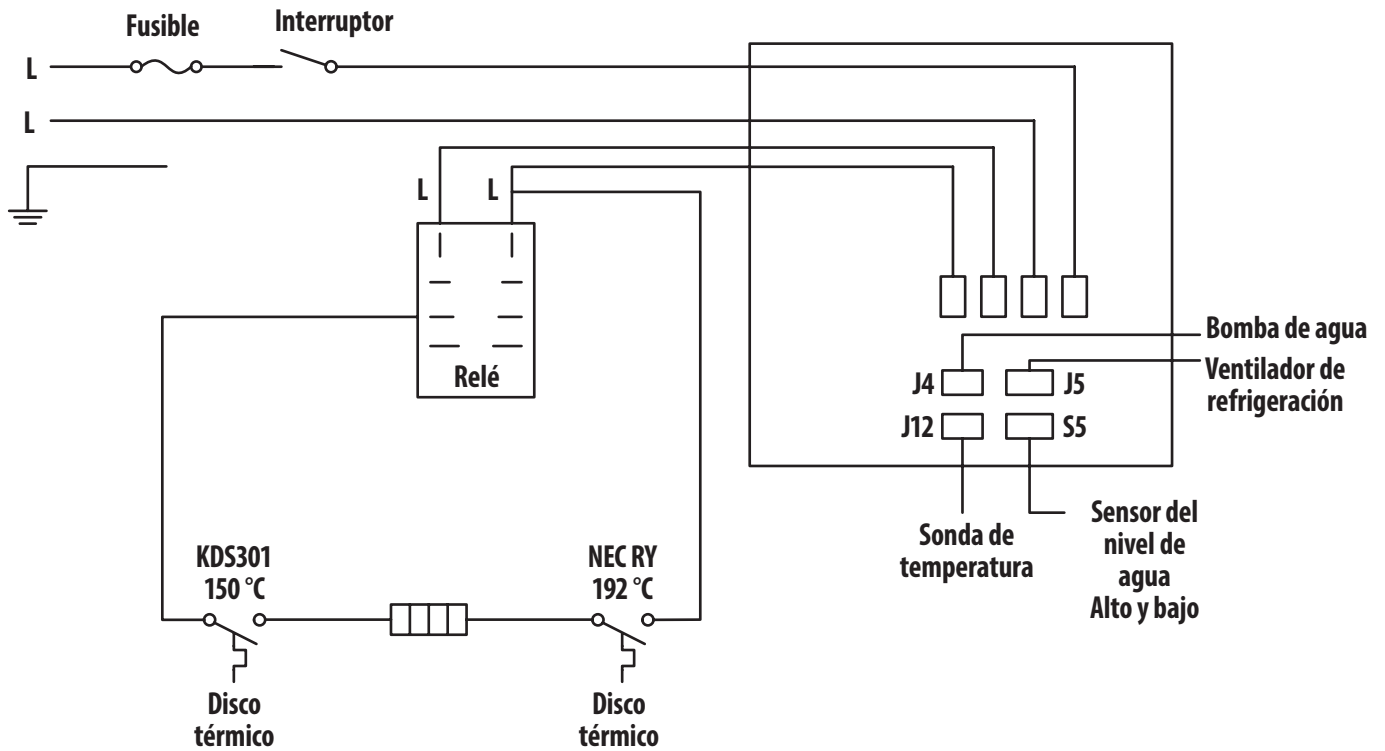 Fusible
Interruptor
L
L
L
L
Relé
Bomba de agua
J4
J5
Ventilador de
refrigeración
J12
S5
Sonda de
temperatura
Sensor del
nivel de
agua
Alto y bajo
KDS301
150 °C
NEC RY
192 °C
Disco
térmico
Disco
térmico